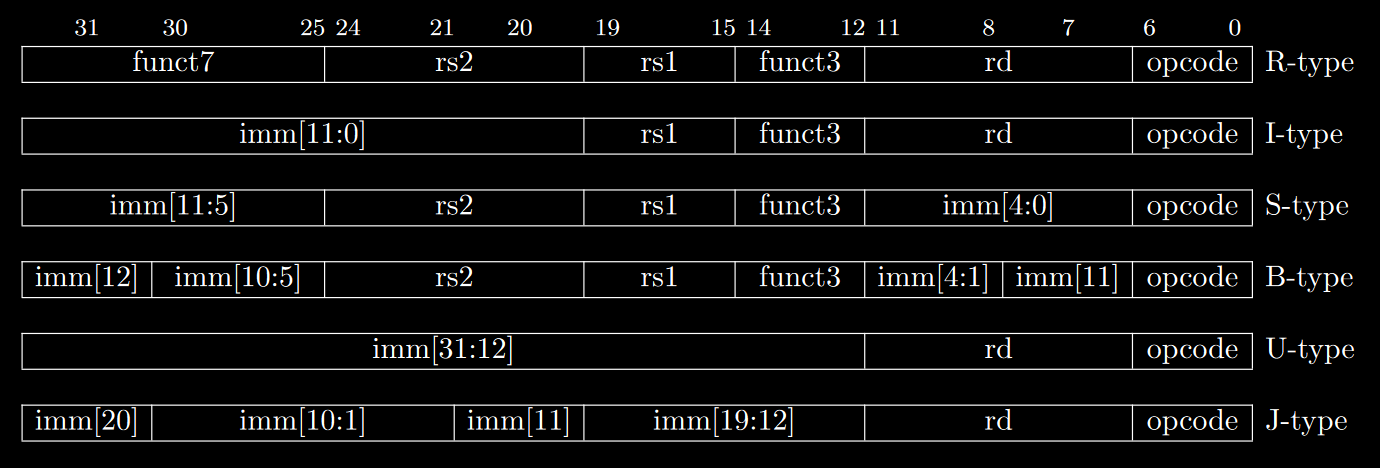 31 30 25 24 21 20 19 15 14 12 11 8 7 6 0
funct7 rs2 rs1 funct3 rd opcode R-type
imm[11:0] rs1 funct3 rd opcode I-type
imm[11:5] rs2 rs1 funct3 imm[4:0] opcode S-type
imm[12] imm[10:5] rs2 rs1 funct3 imm[4:1] imm[11] opcode B-type
imm[31:12] rd opcode U-type
imm[20] imm[10:1] imm[11] imm[19:12] rd opcode J-type